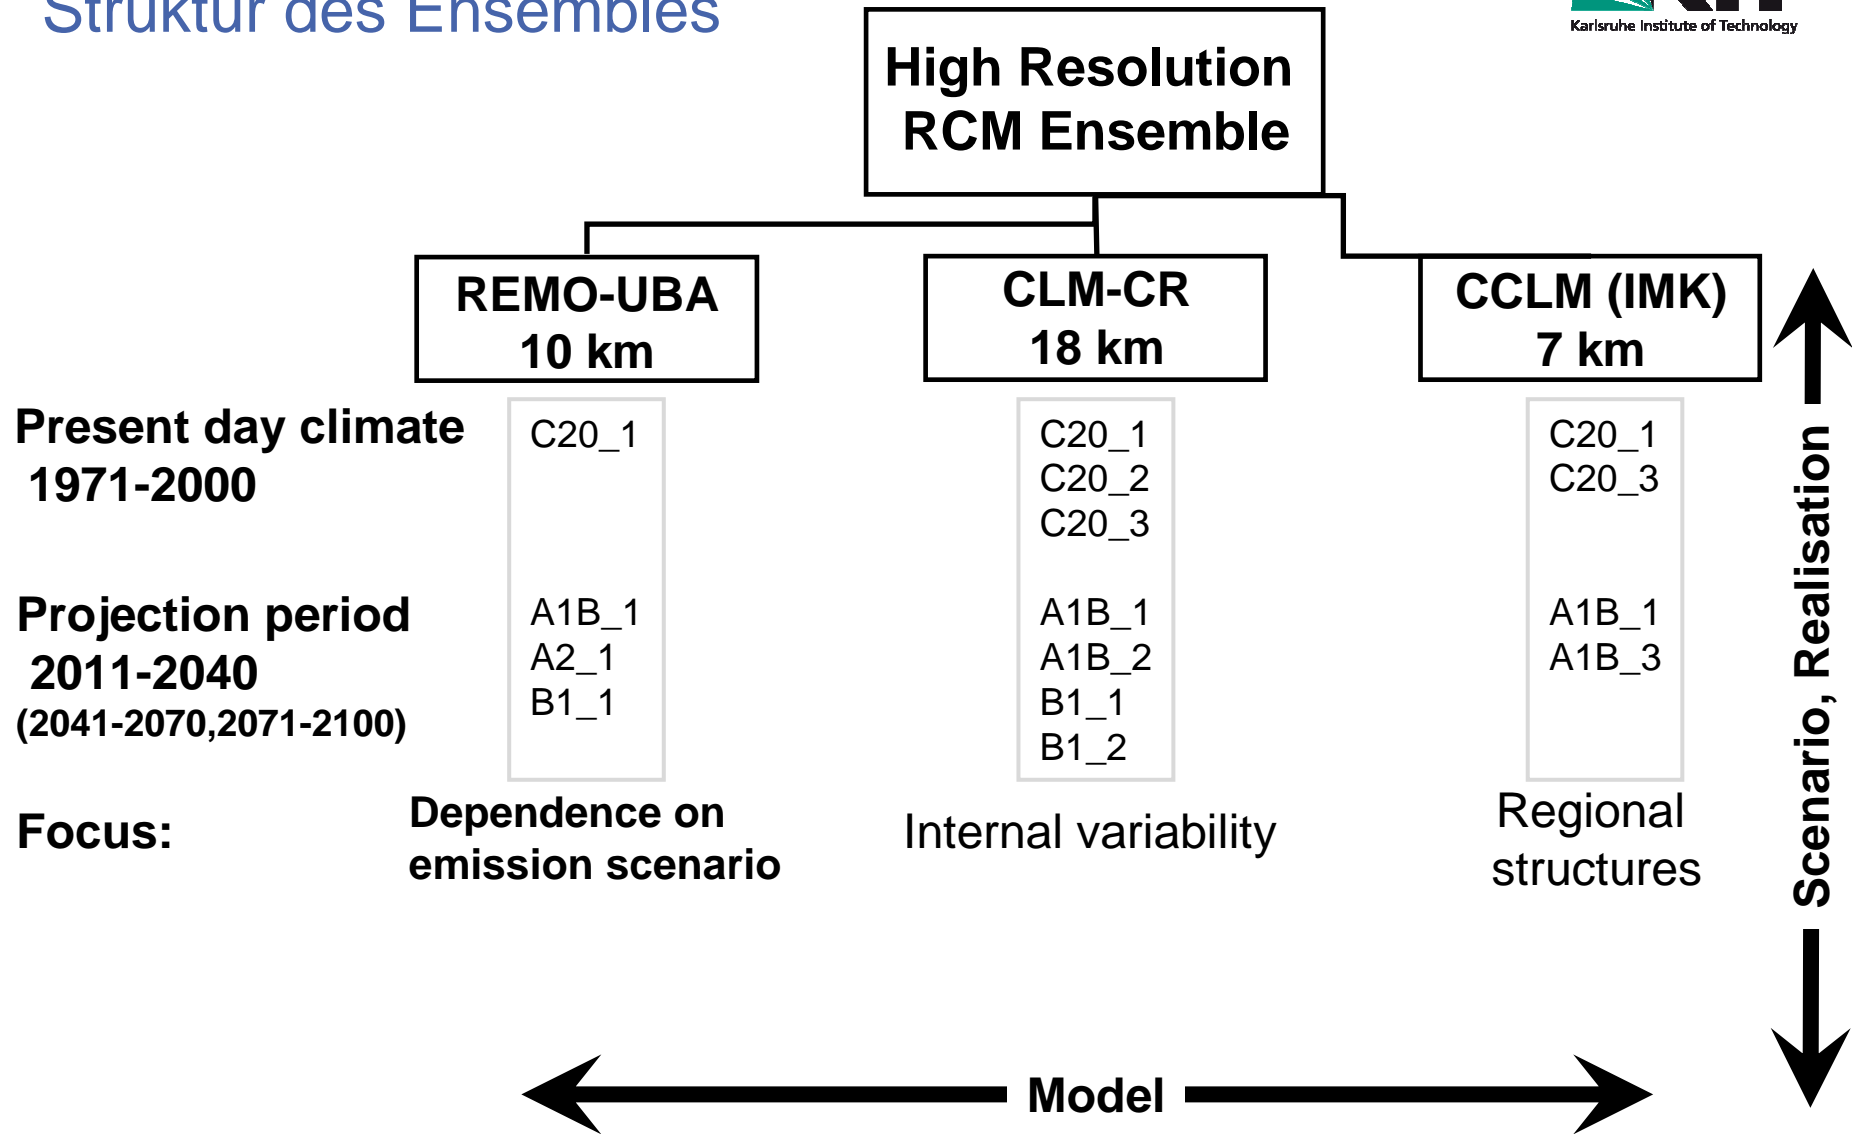 Struktur des Ensembles
Karlsruhe Institute of Technology
High Resolution
RCM Ensemble
REMO-UBA
10 km
CLM-CR
18 km
CCLM (IMK)
7 km
Present day climate
1971-2000
C20_1
C20_1
C20_2
C20_3
C20_1
C20_3
Projection period
2011-2040
(2041-2070,2071-2100)
A1B_1
A2_1
B1_1
A1B_1
A1B_2
B1_1
B1_2
A1B_1
A1B_3
Focus:
Dependence on
emission scenario
Internal variability
Regional
structures
Scenario, Realisation
Model